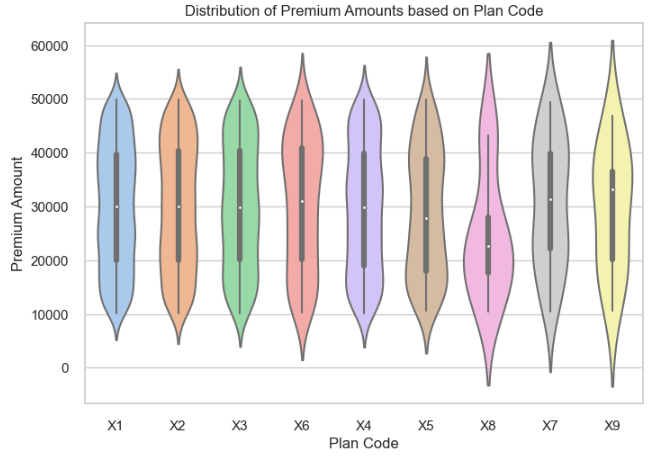 Distribution of Premium Amounts based on Plan Code
Premium Amount
60000
50000
40000
30000
20000
10000
0
X1 X2 X3 X6 X4 X5 X8 X7 X9
Plan Code